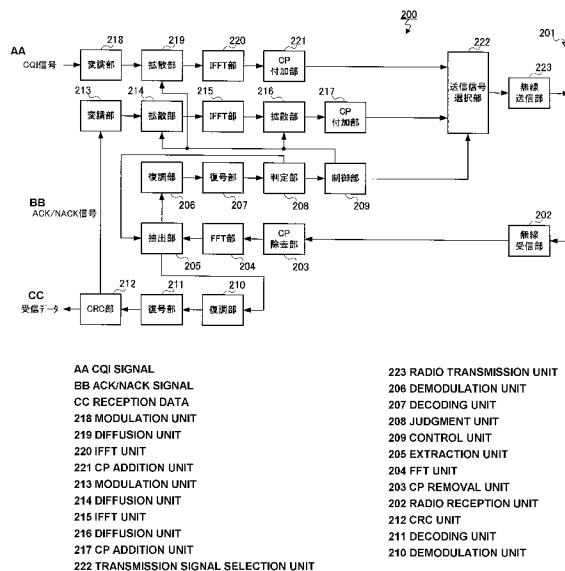 200
201
218
219
220
221
222
223
AA
CQI信号
変調部
拡散部
IFFT部
CP
付加部
送信信号
選択部
無線
送信部
213
214
215
216
217
変調部
拡散部
IFFT部
拡散部
CP
付加部
復調部
復号部
判定部
制御部
206
207
208
209
BB
ACK/NACK信号
抽出部
FFT部
CP
除去部
無線
受信部
205
204
203
202
CC
受信データ
212
211
210
CRC部
復号部
復調部
AA CQI SIGNAL
BB ACK/NACK SIGNAL
CC RECEPTION DATA
218 MODULATION UNIT
219 DIFFUSION UNIT
220 IFFT UNIT
221 CP ADDITION UNIT
213 MODULATION UNIT
214 DIFFUSION UNIT
215 IFFT UNIT
216 DIFFUSION UNIT
217 CP ADDITION UNIT
222 TRANSMISSION SIGNAL SELECTION UNIT
223 RADIO TRANSMISSION UNIT
206 DEMODULATION UNIT
207 DECODING UNIT
208 JUDGMENT UNIT
209 CONTROL UNIT
205 EXTRACTION UNIT
204 FFT UNIT
203 CP REMOVAL UNIT
202 RADIO RECEPTION UNIT
212 CRC UNIT
211 DECODING UNIT
210 DEMODULATION UNIT